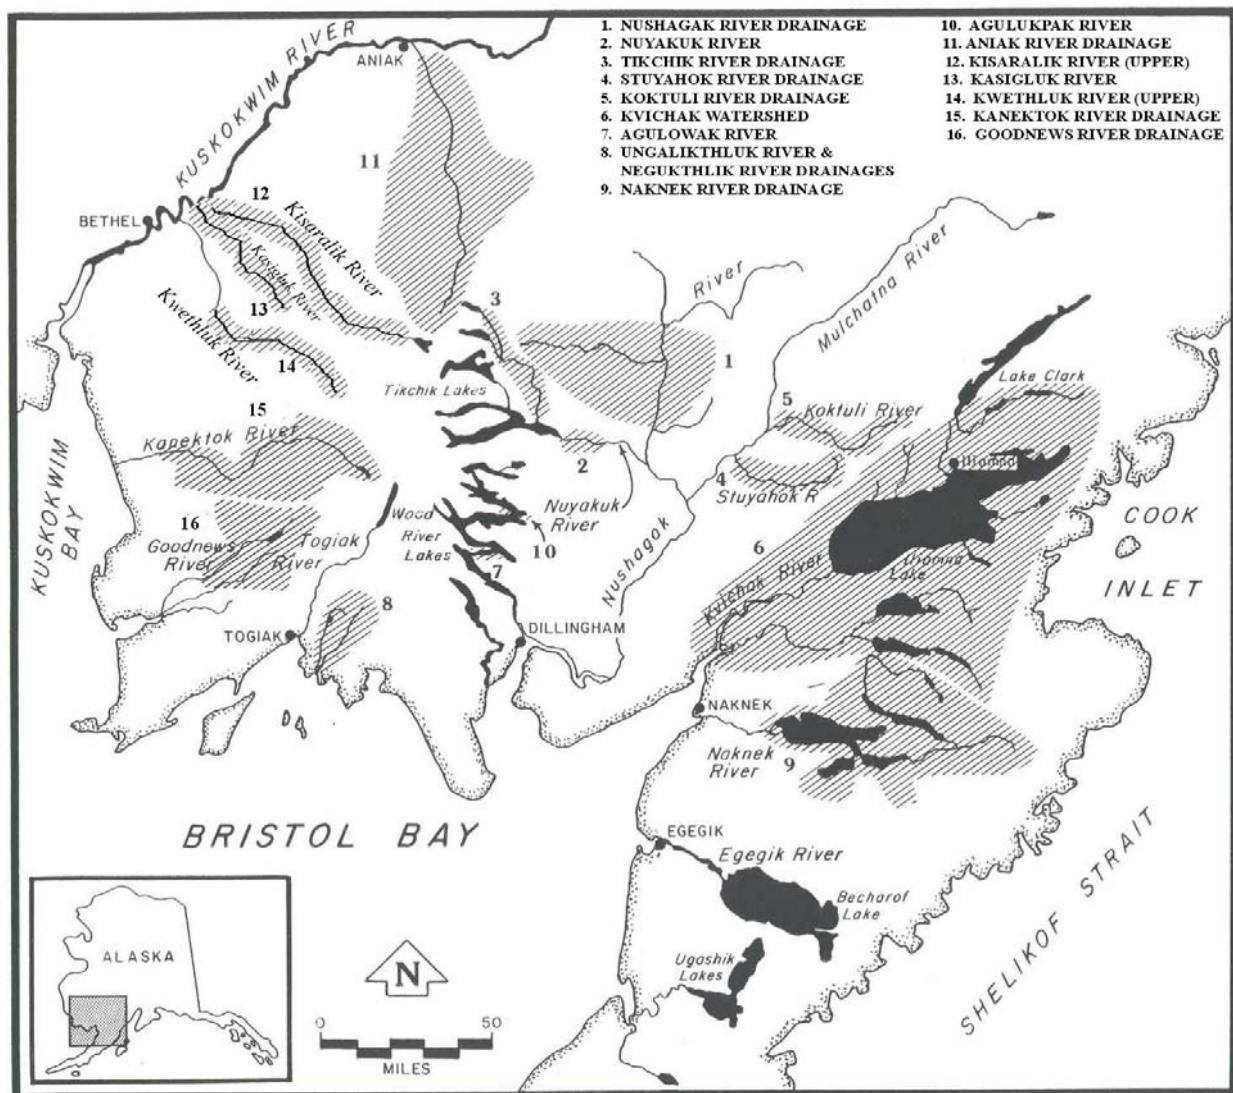 1. NUSHAGAK RIVER DRAINAGE
2. NUYAKUK RIVER
3. TIKCHIK RIVER DRAINAGE
4. STUYAHOK RIVER DRAINAGE
5. KOKTULI RIVER DRAINAGE
6. KVICHAK WATERSHED
7. AGULOWAK RIVER
8. UNGALIKTHLUK RIVER &
NEGUKTHLIK RIVER DRAINAGES
9. NAKNEK RIVER DRAINAGE
10. AGULUKPAK RIVER
11. ANIAK RIVER DRAINAGE
12. KISARALIK RIVER (UPPER)
13. KASIGLUK RIVER
14. KWETHLUK RIVER (UPPER)
15. KANEKTOK RIVER DRAINAGE
16. GOODNEWS RIVER DRAINAGE
KUSKOKWIM RIVER
ANIAK
11
12
BETHEL
Kisaralik River
Kasigluk River
13
Kwethluk River
14
River
Mulchatna River
3
1
Tikchik Lakes
Lake Clark
5
Koktuli River
15
Kanektok River
2
Iliamna
4
Stuyahok R
KUSKOKWIM
BAY
Nuyakuk
River
Wood
River
Lakes
10
16
Goodnews
River
Togiak
River
Nushagak
6
Kvichak River
Iliamna
Lake
COOK
INLET
7
8
TOGIAK
DILLINGHAM
NAKNEK
Naknek
River
9
BRISTOL BAY
EGEGIK
Egegik River
Becharof
Lake
Ugashik
Lakes
SHELIKOF STRAIT
ALASKA
N
0
50
MILES